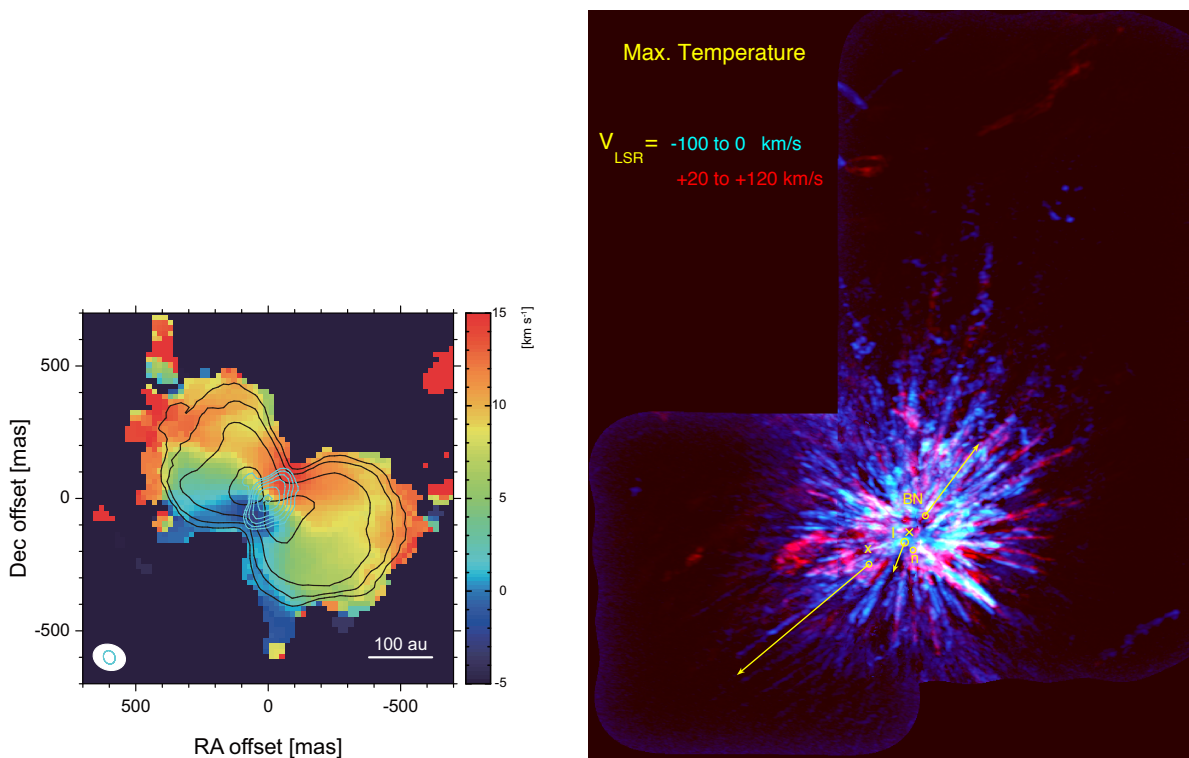 Max. Temperature
V LSR = -100 to 0 km/s
+20 to +120 km/s
BN
I
x
n
15
10
5
0
-5
[km s-1]
500
0
-500
Dec offset [mas]
100 au
500
0
-500
RA offset [mas]